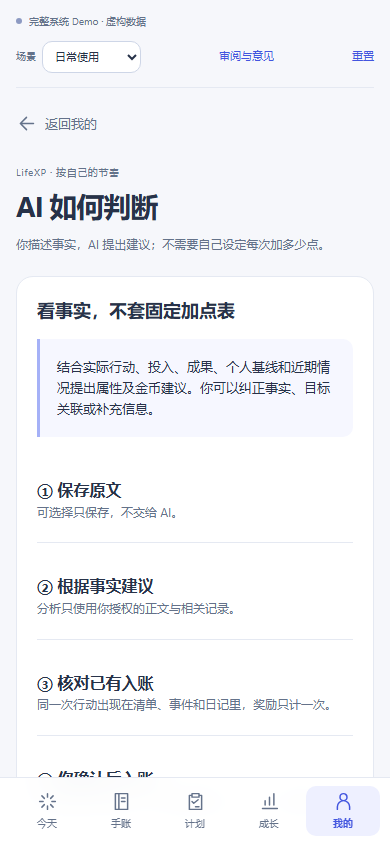 完整系统 Demo · 虚构数据
场景 日常使用 审阅与意见 重置
返回我的
LifeXP · 按自己的节奏
AI 如何判断
你描述事实，AI 提出建议；不需要自己设定每次加多少点。
看事实，不套固定加点表
结合实际行动、投入、成果、个人基线和近期情
况提出属性及金币建议。你可以纠正事实、目标
关联或补充信息。
① 保存原文
可选择只保存，不交给 AI。
② 根据事实建议
分析只使用你授权的正文与相关记录。
③ 核对已有入账
同一次行动出现在清单、事件和日记里，奖励只计一次。
④ 你确认后入账
今天 手账 计划 成长 我的